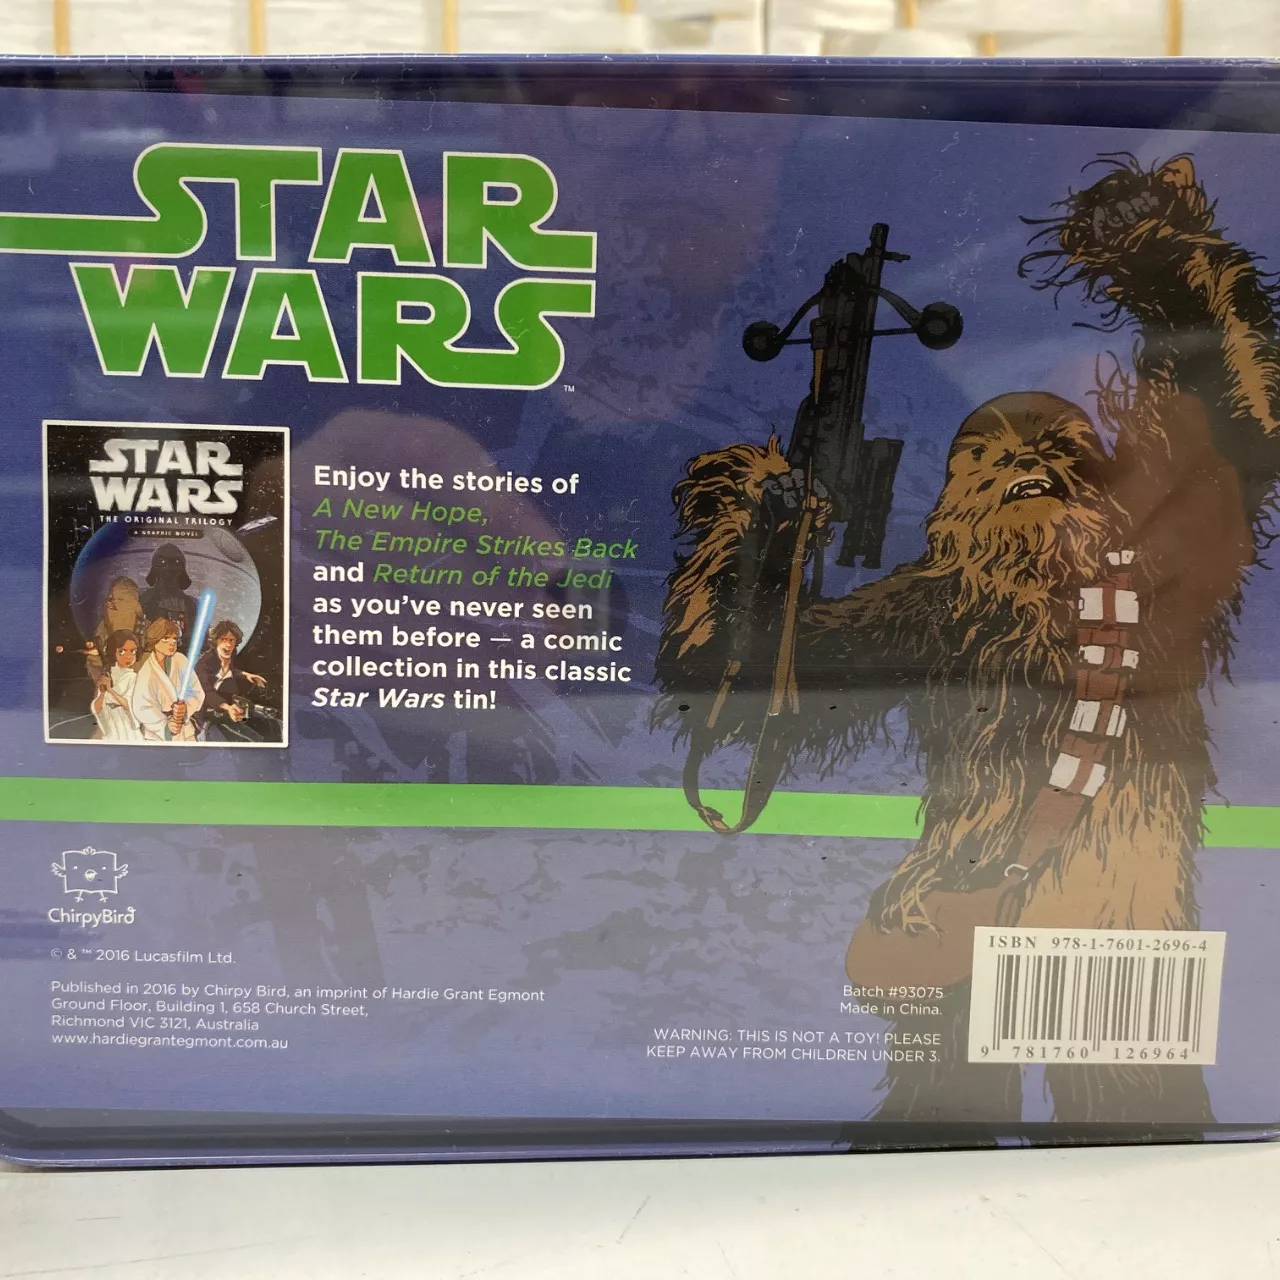 STAR
WARS
™
STAR
WARS
THE ORIGINAL TRILOGY
A GRAPHIC NOVEL
Enjoy the stories of
A New Hope,
The Empire Strikes Back
and Return of the Jedi
as you've never seen
them before — a comic
collection in this classic
Star Wars tin!
ChirpyBird
© & ™ 2016 Lucasfilm Ltd.
Published in 2016 by Chirpy Bird, an imprint of Hardie Grant Egmont
Ground Floor, Building 1, 658 Church Street,
Richmond VIC 3121, Australia
www.hardiegrantegmont.com.au
Batch #93075
Made in China.
WARNING: THIS IS NOT A TOY! PLEASE
KEEP AWAY FROM CHILDREN UNDER 3.
ISBN 978-1-7601-2696-4
9 781760 126964